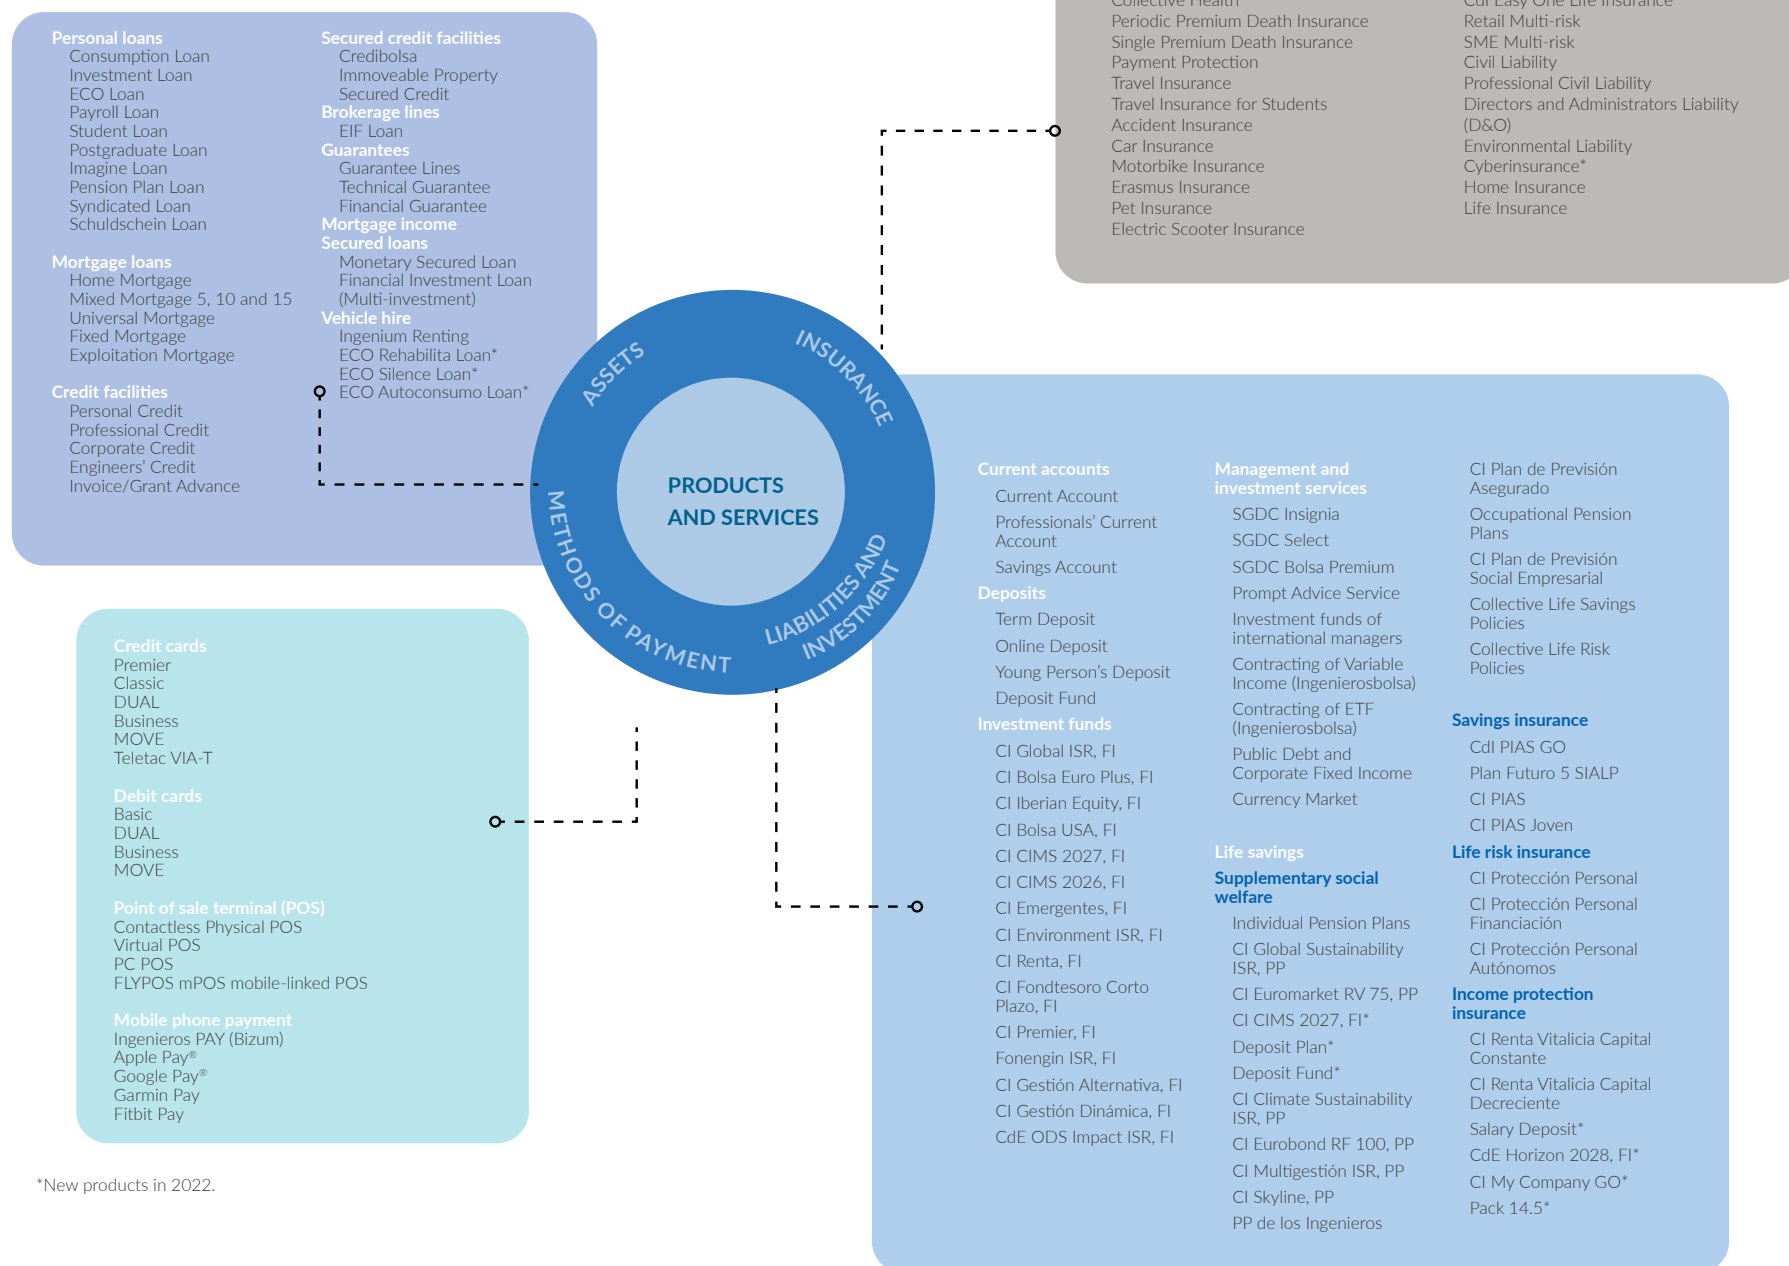 Personal loans
Consumption Loan
Investment Loan
ECO Loan
Payroll Loan
Student Loan
Postgraduate Loan
Imagine Loan
Pension Plan Loan
Syndicated Loan
Schuldschein Loan
Mortgage loans
Home Mortgage
Mixed Mortgage 5, 10 and 15
Universal Mortgage
Fixed Mortgage
Exploitation Mortgage
Credit facilities
Personal Credit
Professional Credit
Corporate Credit
Engineers’ Credit
Invoice/Grant Advance
Secured credit facilities
Credibolsa
Immoveable Property
Secured Credit
Brokerage lines
EIF Loan
Guarantees
Guarantee Lines
Technical Guarantee
Financial Guarantee
Mortgage income
Secured loans
Monetary Secured Loan
Financial Investment Loan
(Multi-investment)
Vehicle hire
Ingenium Renting
ECO Rehabilita Loan*
ECO Silence Loan*
ECO Autoconsumo Loan*
Collective Health
Periodic Premium Death Insurance
Single Premium Death Insurance
Payment Protection
Travel Insurance
Travel Insurance for Students
Accident Insurance
Car Insurance
Motorbike Insurance
Erasmus Insurance
Pet Insurance
Electric Scooter Insurance
CdI Easy One Life Insurance
Retail Multi-risk
SME Multi-risk
Civil Liability
Professional Civil Liability
Directors and Administrators Liability
(D&O)
Environmental Liability
Cyberinsurance*
Home Insurance
Life Insurance
ASSETS
INSURANCE
PRODUCTS
AND SERVICES
METHODS OF PAYMENT
LIABILITIES AND
INVESTMENT
Credit cards
Premier
Classic
DUAL
Business
MOVE
Teletac VIA-T
Debit cards
Basic
DUAL
Business
MOVE
Point of sale terminal (POS)
Contactless Physical POS
Virtual POS
PC POS
FLYPOS mPOS mobile-linked POS
Mobile phone payment
Ingenieros PAY (Bizum)
Apple Pay®
Google Pay®
Garmin Pay
Fitbit Pay
Current accounts
Current Account
Professionals’ Current
Account
Savings Account
Deposits
Term Deposit
Online Deposit
Young Person’s Deposit
Deposit Fund
Investment funds
CI Global ISR, FI
CI Bolsa Euro Plus, FI
CI Iberian Equity, FI
CI Bolsa USA, FI
CI CIMS 2027, FI
CI CIMS 2026, FI
CI Emergentes, FI
CI Environment ISR, FI
CI Renta, FI
CI Fondtesoro Corto
Plazo, FI
CI Premier, FI
Fonengin ISR, FI
CI Gestión Alternativa, FI
CI Gestión Dinámica, FI
CdE ODS Impact ISR, FI
Management and
investment services
SGDC Insignia
SGDC Select
SGDC Bolsa Premium
Prompt Advice Service
Investment funds of
international managers
Contracting of Variable
Income (Ingenierosbolsa)
Contracting of ETF
(Ingenierosbolsa)
Public Debt and
Corporate Fixed Income
Currency Market
Life savings
Supplementary social
welfare
Individual Pension Plans
CI Global Sustainability
ISR, PP
CI Euromarket RV 75, PP
CI CIMS 2027, FI*
Deposit Plan*
Deposit Fund*
CI Climate Sustainability
ISR, PP
CI Eurobond RF 100, PP
CI Multigestión ISR, PP
CI Skyline, PP
PP de los Ingenieros
CI Plan de Previsión
Asegurado
Occupational Pension
Plans
CI Plan de Previsión
Social Empresarial
Collective Life Savings
Policies
Collective Life Risk
Policies
Savings insurance
CdI PIAS GO
Plan Futuro 5 SIALP
CI PIAS
CI PIAS Joven
Life risk insurance
CI Protección Personal
CI Protección Personal
Financiación
CI Protección Personal
Autónomos
Income protection
insurance
CI Renta Vitalicia Capital
Constante
CI Renta Vitalicia Capital
Decreciente
Salary Deposit*
CdE Horizon 2028, FI*
CI My Company GO*
Pack 14.5*
*New products in 2022.